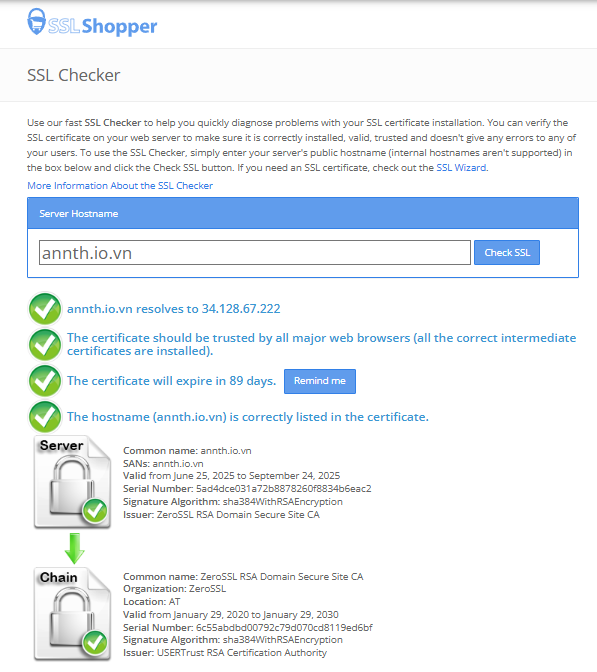 SSLShopper
SSL Checker
Use our fast SSL Checker to help you quickly diagnose problems with your SSL certificate installation. You can verify the
SSL certificate on your web server to make sure it is correctly installed, valid, trusted and doesn't give any errors to any of
your users. To use the SSL Checker, simply enter your server's public hostname (internal hostnames aren't supported) in
the box below and click the Check SSL button. If you need an SSL certificate, check out the SSL Wizard.
More Information About the SSL Checker
Server Hostname
annth.io.vn
Check SSL
annth.io.vn resolves to 34.128.67.222
The certificate should be trusted by all major web browsers (all the correct intermediate
certificates are installed).
The certificate will expire in 89 days.
Remind me
The hostname (annth.io.vn) is correctly listed in the certificate.
Server
Common name: annth.io.vn
SANs: annth.io.vn
Valid from June 25, 2025 to September 24, 2025
Serial Number: 5ad4dce031a72b8878260f8834b6eac2
Signature Algorithm: sha384WithRSAEncryption
Issuer: ZeroSSL RSA Domain Secure Site CA
Chain
Common name: ZeroSSL RSA Domain Secure Site CA
Organization: ZeroSSL
Location: AT
Valid from January 29, 2020 to January 29, 2030
Serial Number: 6c55abdbd00792c79d070cd8119ed6bf
Signature Algorithm: sha384WithRSAEncryption
Issuer: USERTrust RSA Certification Authority